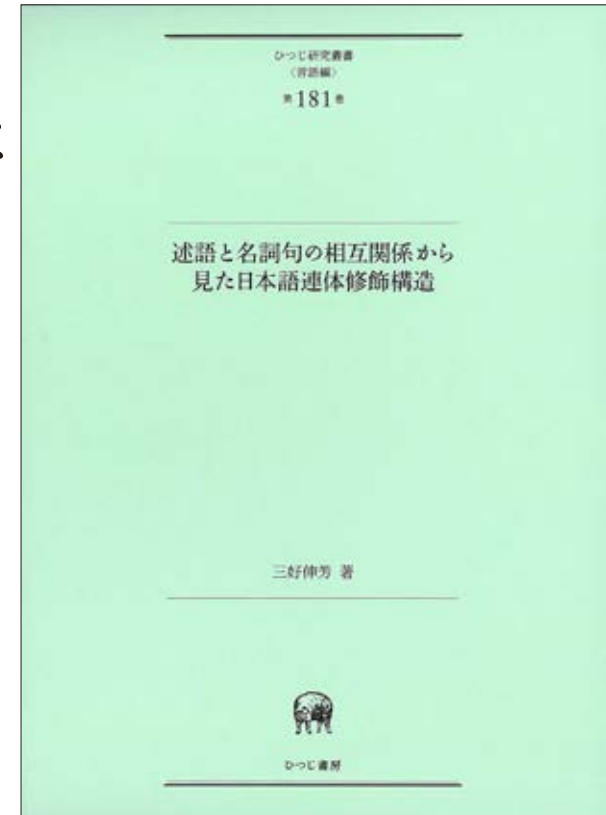 ひつじ研究叢書
〈言語編〉
第181巻
述語と名詞句の相互関係から
見た日本語連体修飾構造
三好伸芳 著
ひつじ書房